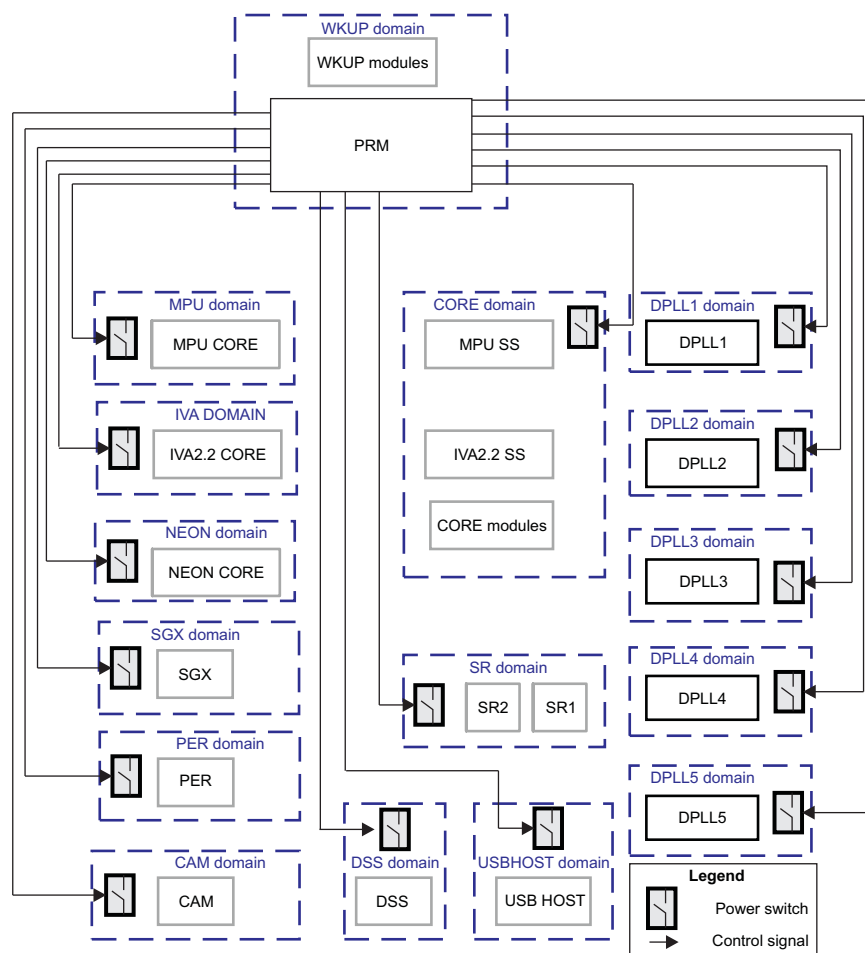 WKUP domain
WKUP modules
PRM
MPU domain
MPU CORE
IVA DOMAIN
IVA2.2 CORE
NEON domain
NEON CORE
SGX domain
SGX
PER domain
PER
CAM domain
CAM
CORE domain
MPU SS
IVA2.2 SS
CORE modules
SR domain
SR2
SR1
DSS domain
DSS
USBHOST domain
USB HOST
DPLL1 domain
DPLL1
DPLL2 domain
DPLL2
DPLL3 domain
DPLL3
DPLL4 domain
DPLL4
DPLL5 domain
DPLL5
Legend
Power switch
Control signal